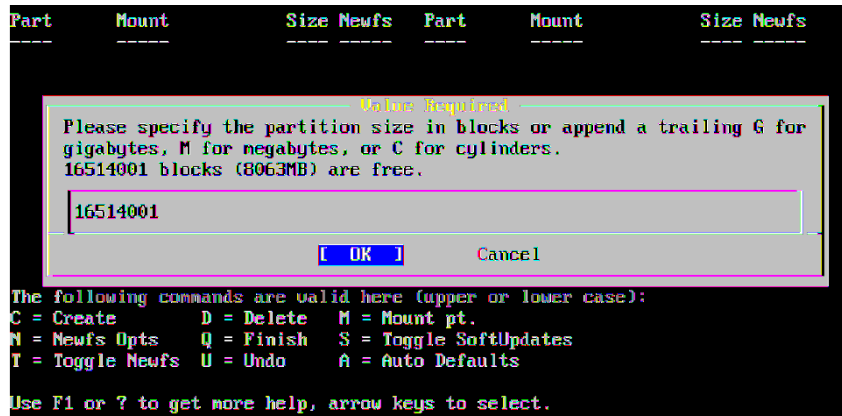 Part Mount Size Newfs Part Mount Size Newfs
---- ----- ---- ----- ---- ----- ---- -----
Value Required
Please specify the partition size in blocks or append a trailing G for
gigabytes, M for megabytes, or C for cylinders.
16514001 blocks (8063MB) are free.
16514001
[ OK ] Cancel
The following commands are valid here (upper or lower case):
C = Create D = Delete M = Mount pt.
N = Newfs Opts Q = Finish S = Toggle SoftUpdates
T = Toggle Newfs U = Undo A = Auto Defaults
Use F1 or ? to get more help, arrow keys to select.